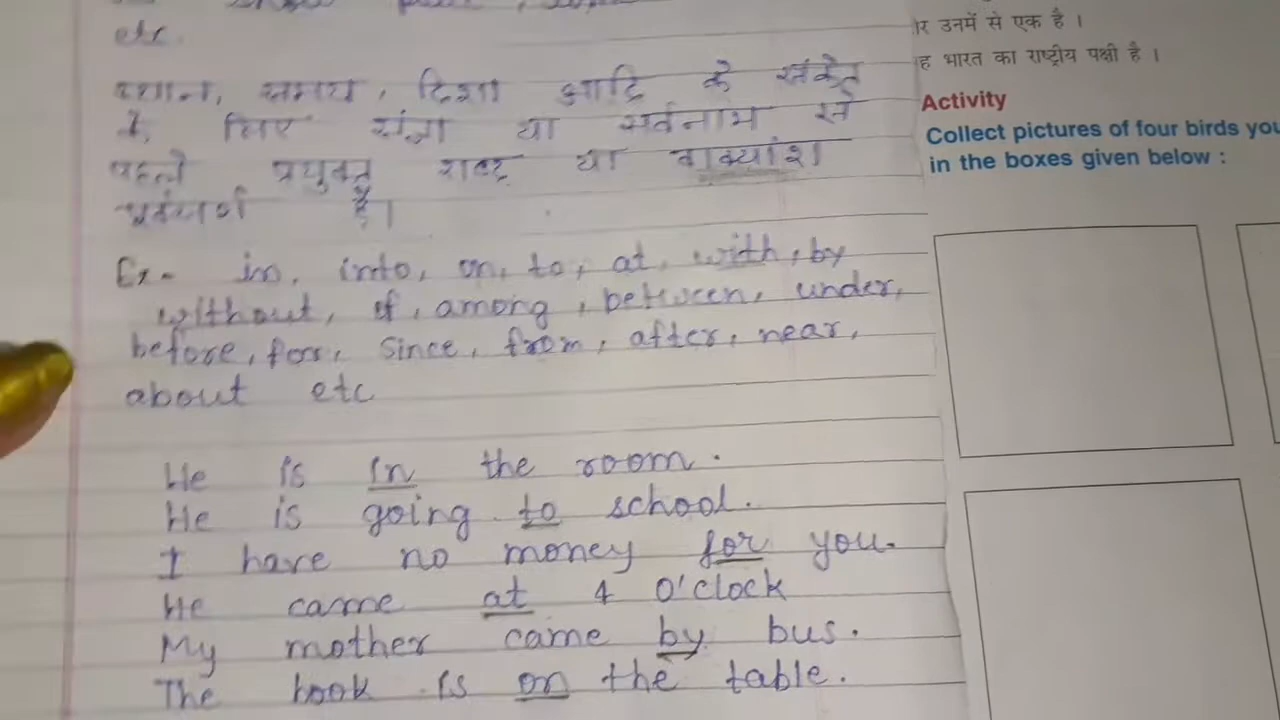 etc.
स्थान, समय, दिशा आदि के संकेत
के लिए संज्ञा या सर्वनाम से
पहले प्रयुक्त शब्द या वाक्यांश
पूर्वसर्ग है।
Ex- in, into, on, to, at, with, by
without, of, among, between, under,
before, for, since, from, after, near,
about etc
He is in the room.
He is going to school.
I have no money for you.
He came at 4 O'clock
My mother came by bus.
The book is on the table.
र उनमें से एक है ।
ह भारत का राष्ट्रीय पक्षी है ।
Activity
Collect pictures of four birds you
in the boxes given below :